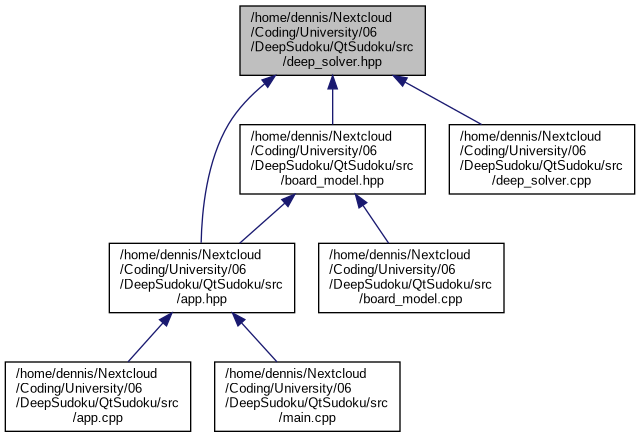 /home/dennis/Nextcloud
/Coding/University/06
/DeepSudoku/QtSudoku/src
/deep_solver.hpp
/home/dennis/Nextcloud
/Coding/University/06
/DeepSudoku/QtSudoku/src
/board_model.hpp
/home/dennis/Nextcloud
/Coding/University/06
/DeepSudoku/QtSudoku/src
/deep_solver.cpp
/home/dennis/Nextcloud
/Coding/University/06
/DeepSudoku/QtSudoku/src
/app.hpp
/home/dennis/Nextcloud
/Coding/University/06
/DeepSudoku/QtSudoku/src
/board_model.cpp
/home/dennis/Nextcloud
/Coding/University/06
/DeepSudoku/QtSudoku/src
/app.cpp
/home/dennis/Nextcloud
/Coding/University/06
/DeepSudoku/QtSudoku/src
/main.cpp